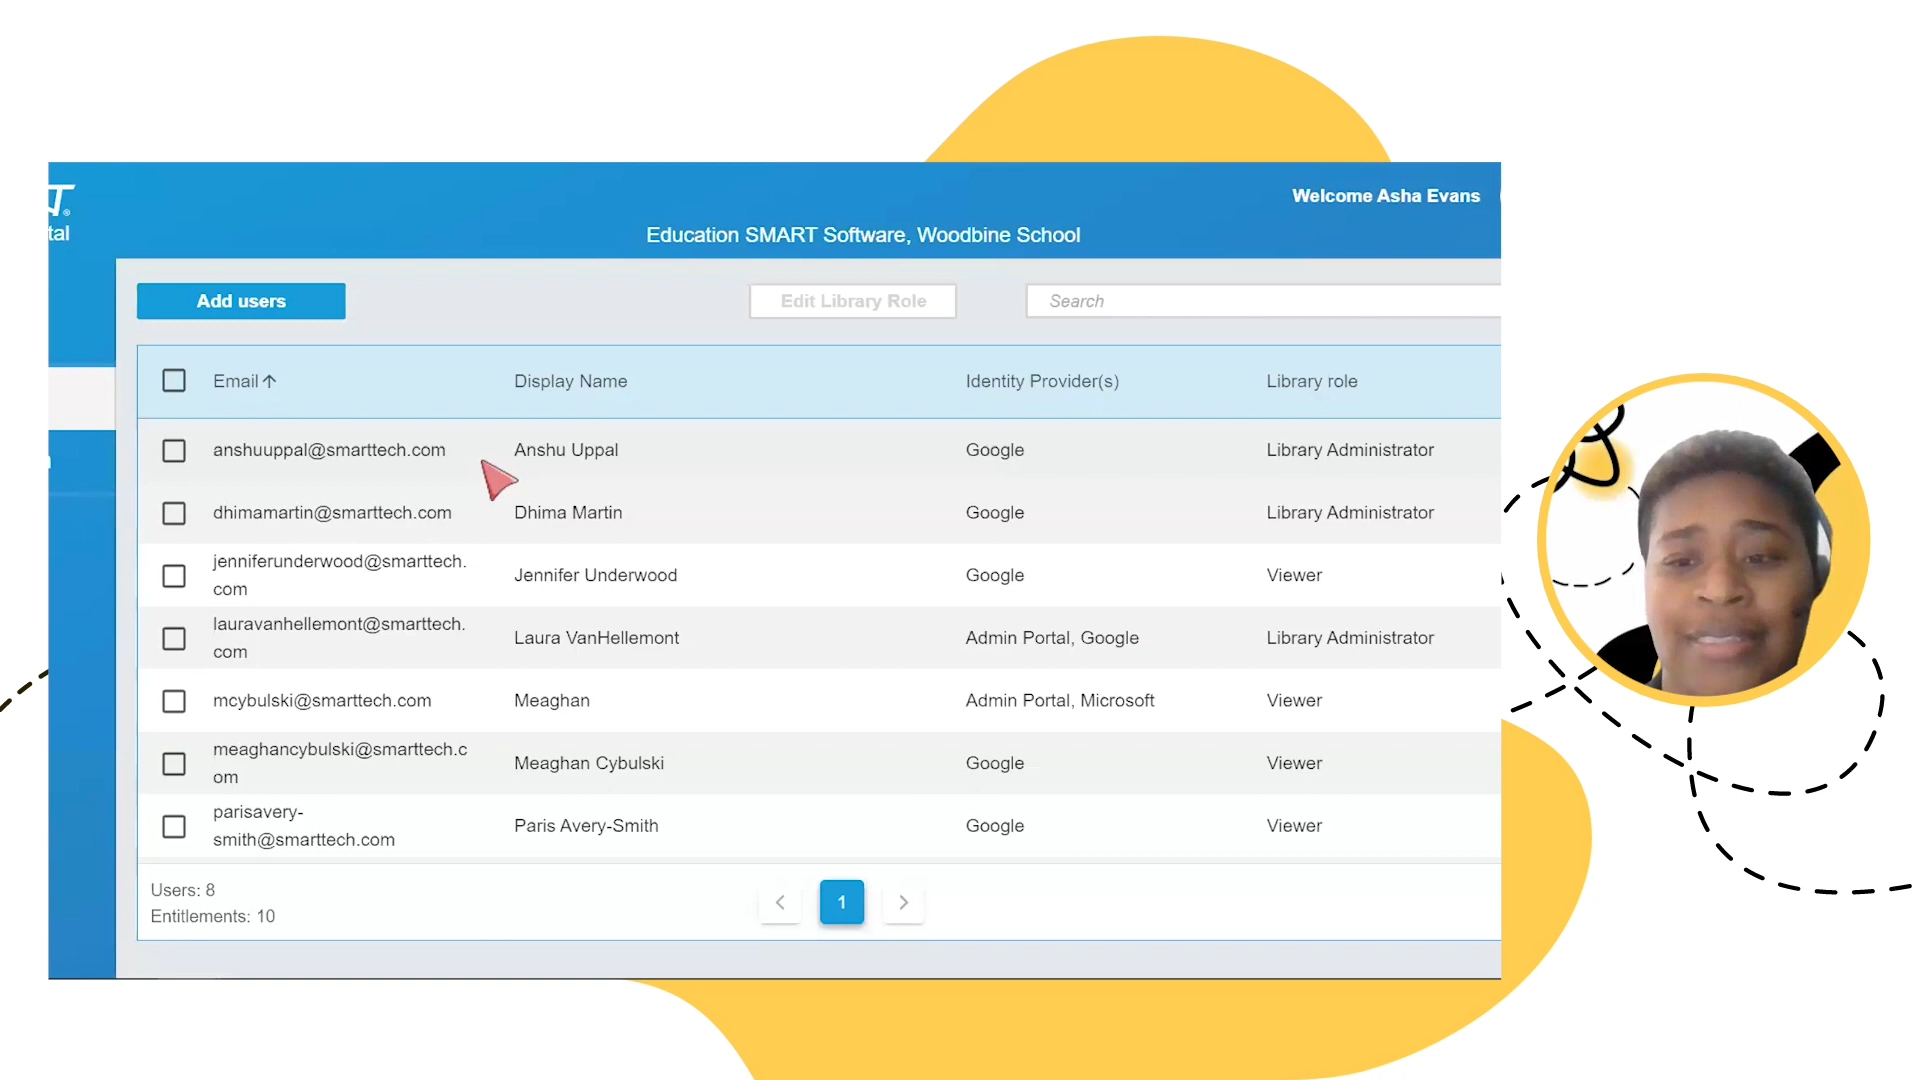 tal
Welcome Asha Evans
Education SMART Software, Woodbine School
Add users
Edit Library Role
Search
Email Display Name Identity Provider(s) Library role
anshuuppal@smarttech.com Anshu Uppal Google Library Administrator
dhimamartin@smarttech.com Dhima Martin Google Library Administrator
jenniferunderwood@smarttech.
com
Jennifer Underwood Google Viewer
lauravanhellemont@smarttech.
com
Laura VanHellemont Admin Portal, Google Library Administrator
mcybulski@smarttech.com Meaghan Admin Portal, Microsoft Viewer
meaghancybulski@smarttech.c
om
Meaghan Cybulski Google Viewer
parisavery-
smith@smarttech.com
Paris Avery-Smith Google Viewer
Users: 8
Entitlements: 10
1